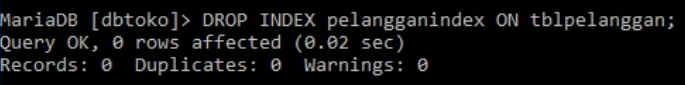 MariaDB [dbtoko]> DROP INDEX pelangganindex ON tblpelanggan;
Query OK, 0 rows affected (0.02 sec)
Records: 0  Duplicates: 0  Warnings: 0